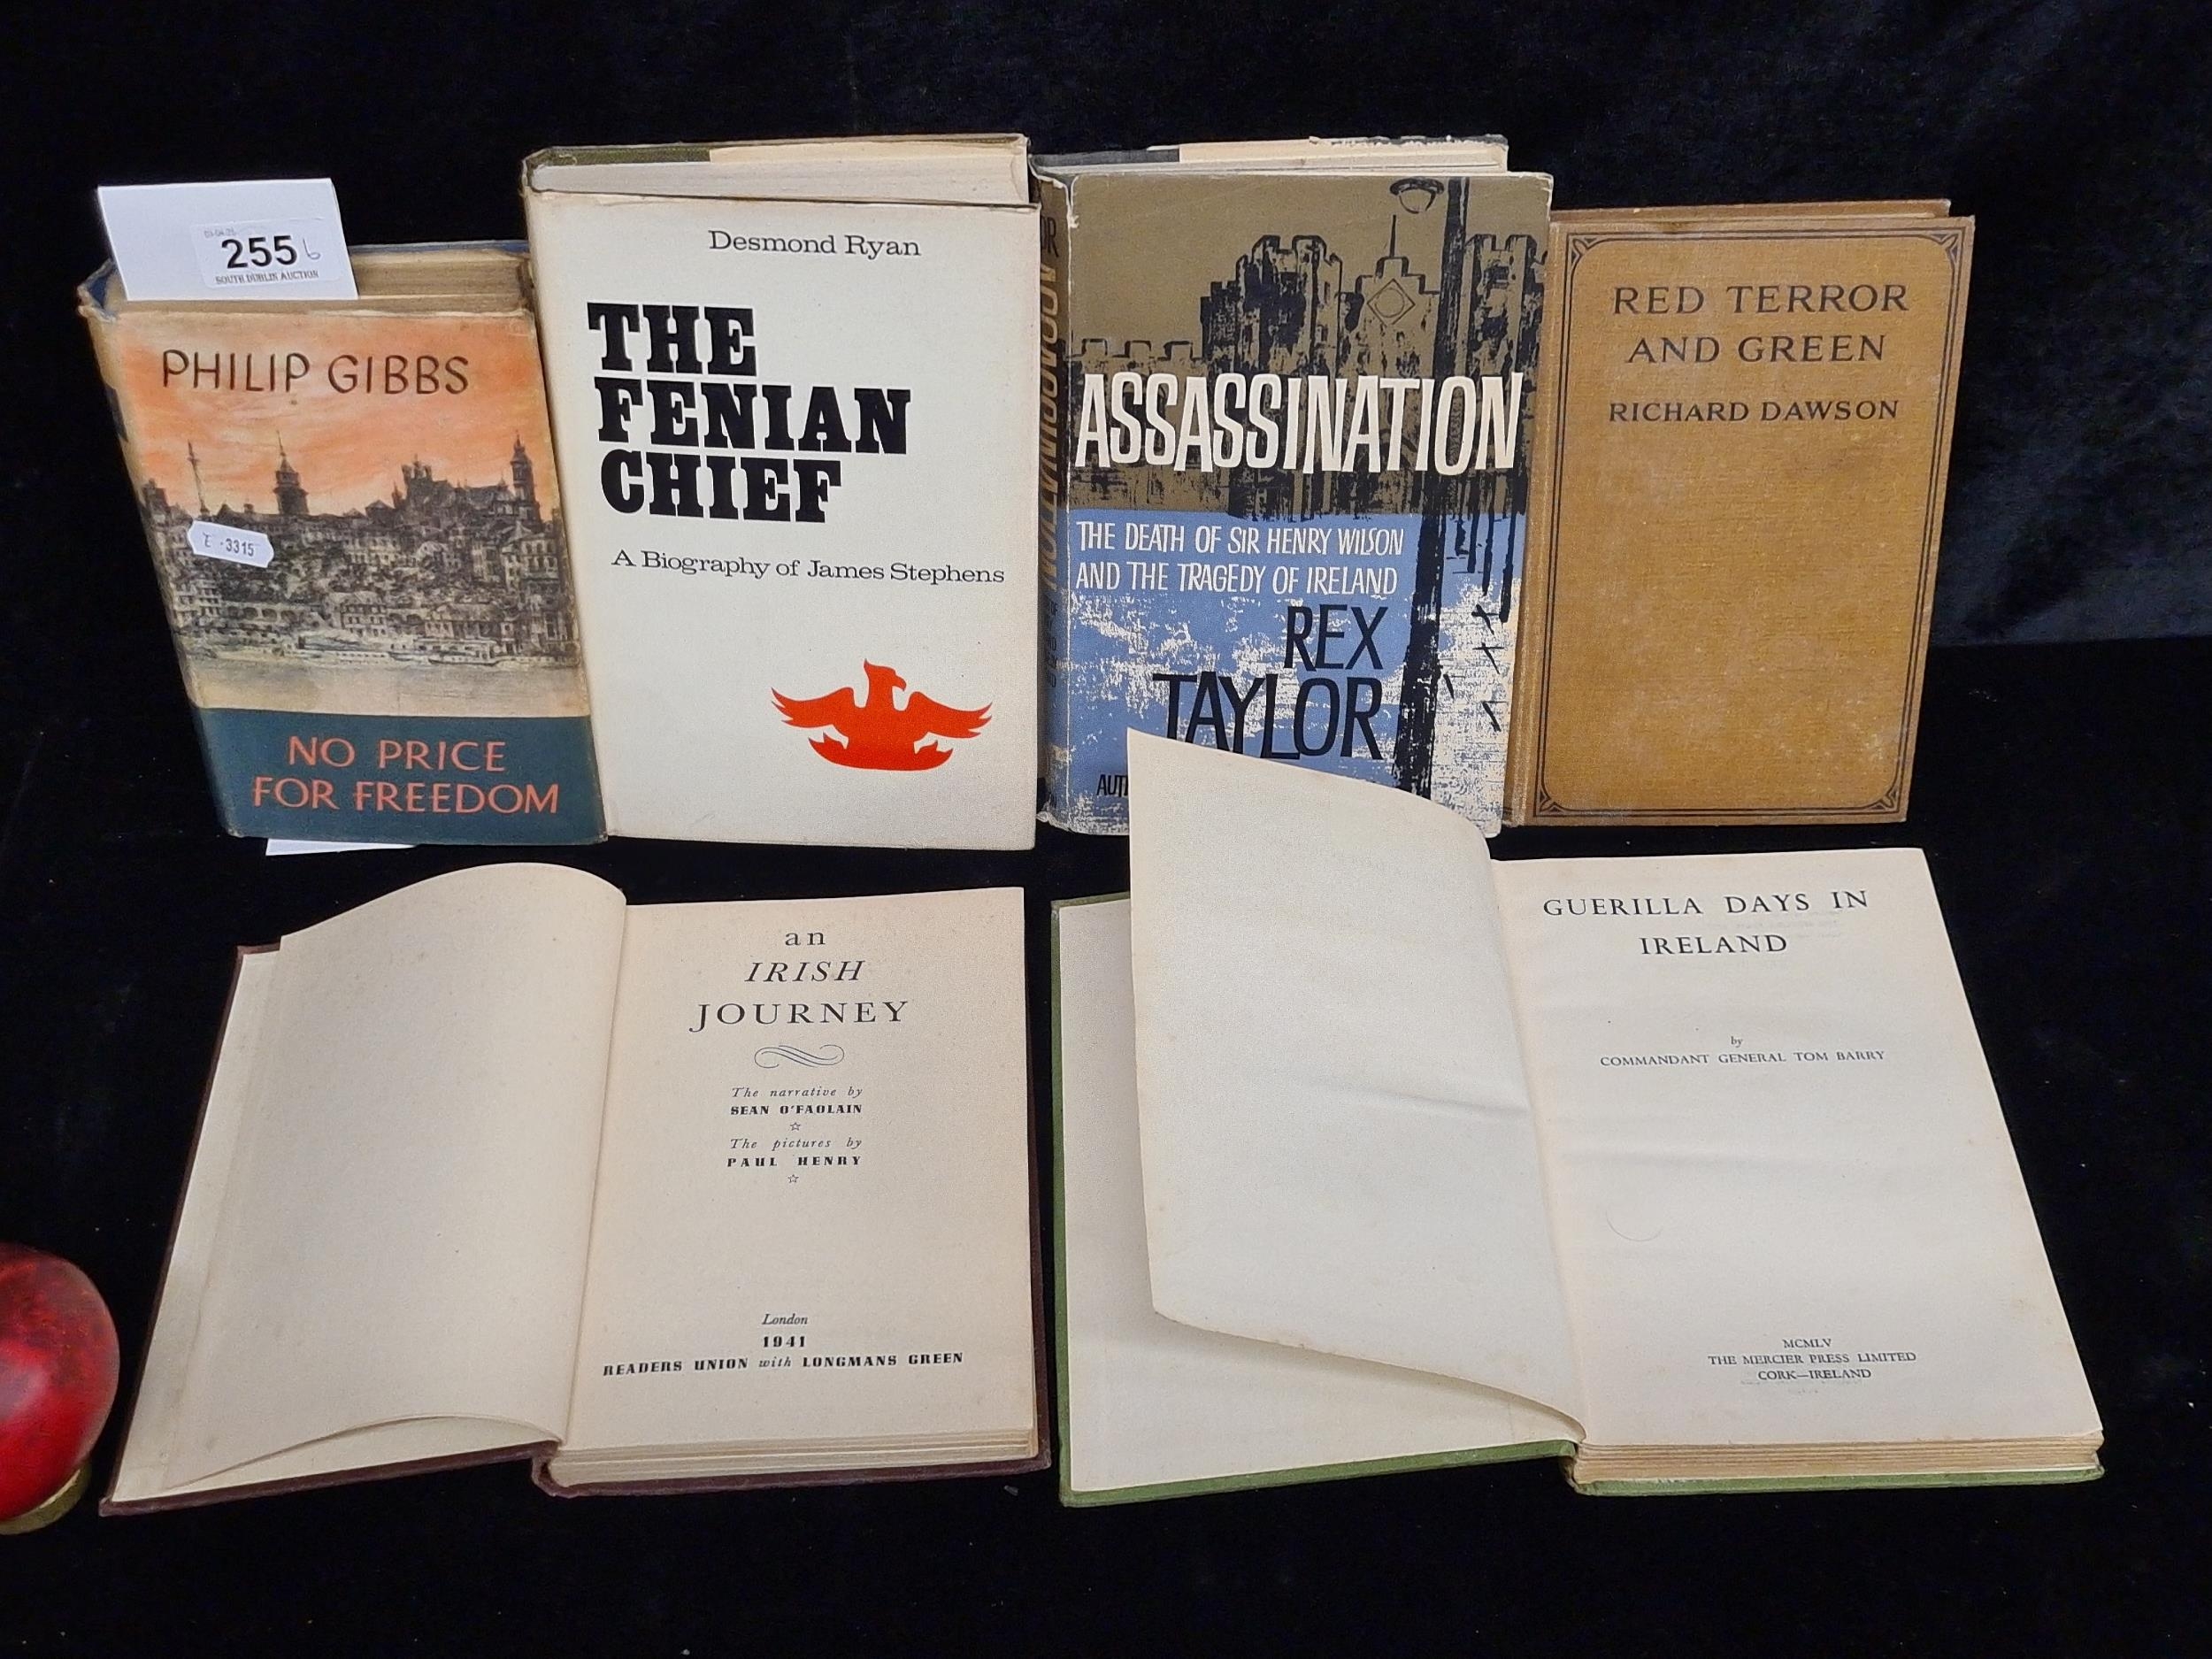 255 6
SOUTH DUBLIN AUCTION
PHILIP GIBBS
3315
NO PRICE
FOR FREEDOM
Desmond Ryan
THE
FENIAN
CHIEF
A Biography of James Stephens
ASSASSINATION
THE DEATH OF SIR HENRY WILSON
AND THE TRAGEDY OF IRELAND
REX
TAYLOR
RED TERROR
AND GREEN
RICHARD DAWSON
an
IRISH
JOURNEY
The narrative by
SEAN O'FAOLAIN
☆
The pictures by
PAUL HENRY
☆
London
1941
READERS UNION with LONGMANS GREEN
GUERILLA DAYS IN
IRELAND
by
COMMANDANT GENERAL TOM BARRY
MCMLV
THE MERCIER PRESS LIMITED
CORK—IRELAND